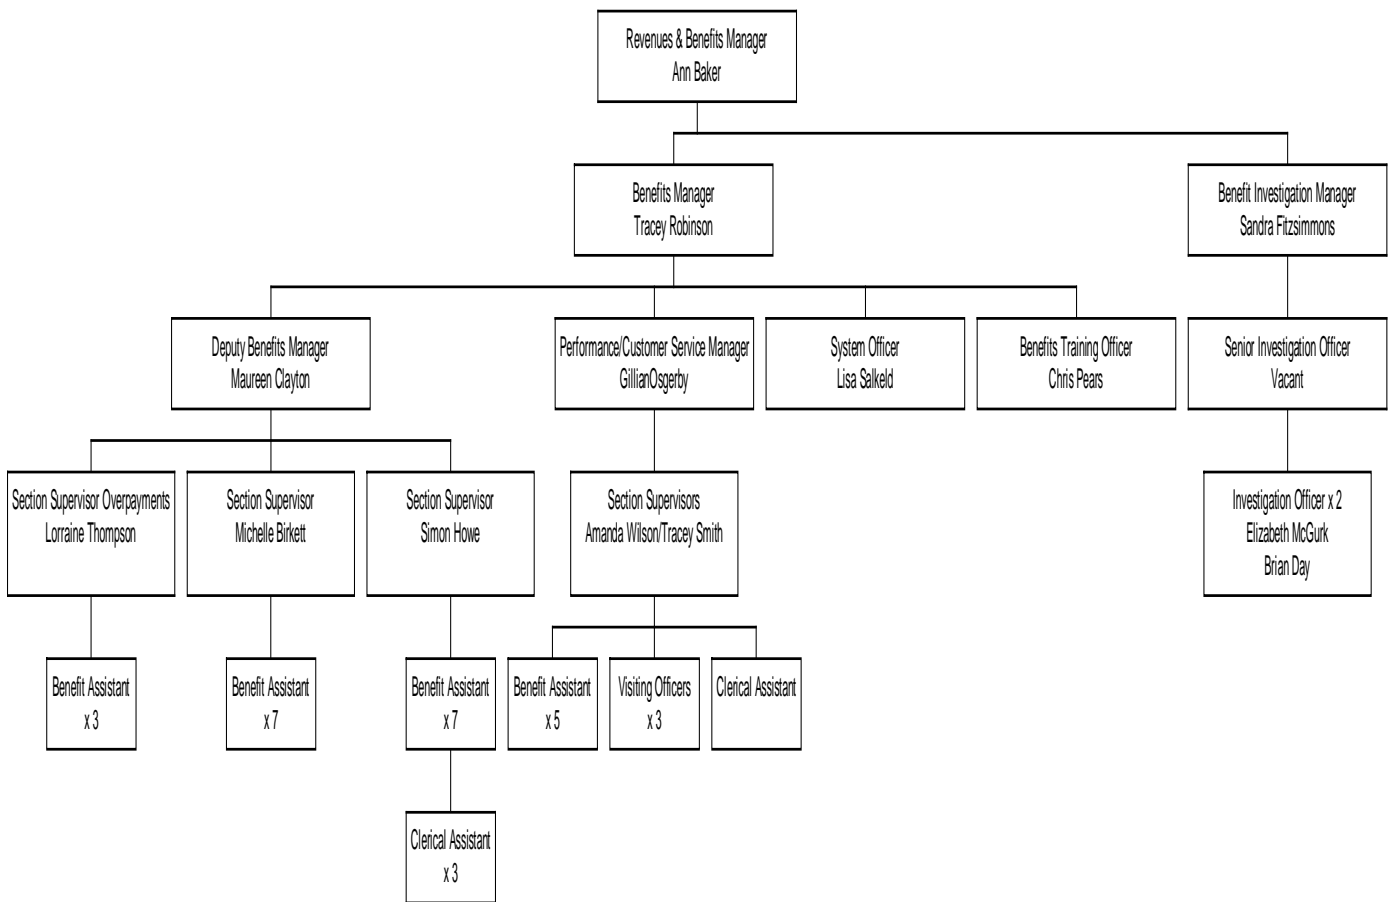 Revenues & Benefits Manager
Ann Baker
Benefits Manager
Tracey Robinson
Benefit Investigation Manager
Sandra Fitzsimmons
Deputy Benefits Manager
Maureen Clayton
Performance/Customer Service Manager
GillianOsgerby
System Officer
Lisa Salkeld
Benefits Training Officer
Chris Pears
Senior Investigation Officer
Vacant
Section Supervisor Overpayments
Lorraine Thompson
Section Supervisor
Michelle Birkett
Section Supervisor
Simon Howe
Section Supervisors
Amanda Wilson/Tracey Smith
Investigation Officer x 2
Elizabeth McGurk
Brian Day
Benefit Assistant
x 3
Benefit Assistant
x 7
Benefit Assistant
x 7
Benefit Assistant
x 5
Visiting Officers
x 3
Clerical Assistant
Clerical Assistant
x 3